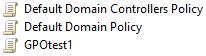 Default Domain Controllers Policy
Default Domain Policy
GPOtest1